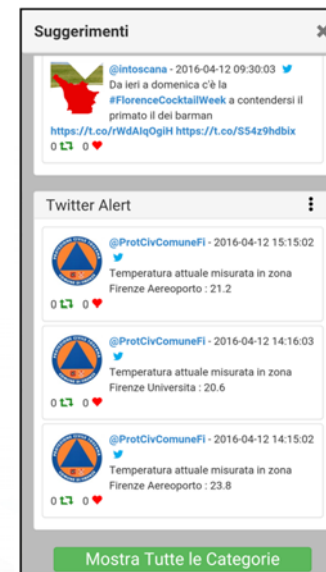 Suggerimenti ×
@intoscana - 2016-04-12 09:30:03
Da ieri a domenica c'è la
#FlorenceCocktailWeek a contendersi il
primato il dei barman
https://t.co/rWdAIqOgiH https://t.co/S54z9hdbix
0 0
Twitter Alert
@ProtCivComuneFi - 2016-04-12 15:15:02
Temperatura attuale misurata in zona
Firenze Aereoporto : 21.2
0 0
@ProtCivComuneFi - 2016-04-12 14:16:03
Temperatura attuale misurata in zona
Firenze Universita : 20.6
0 0
@ProtCivComuneFi - 2016-04-12 14:15:02
Temperatura attuale misurata in zona
Firenze Aereoporto : 23.8
0 0
Mostra Tutte le Categorie